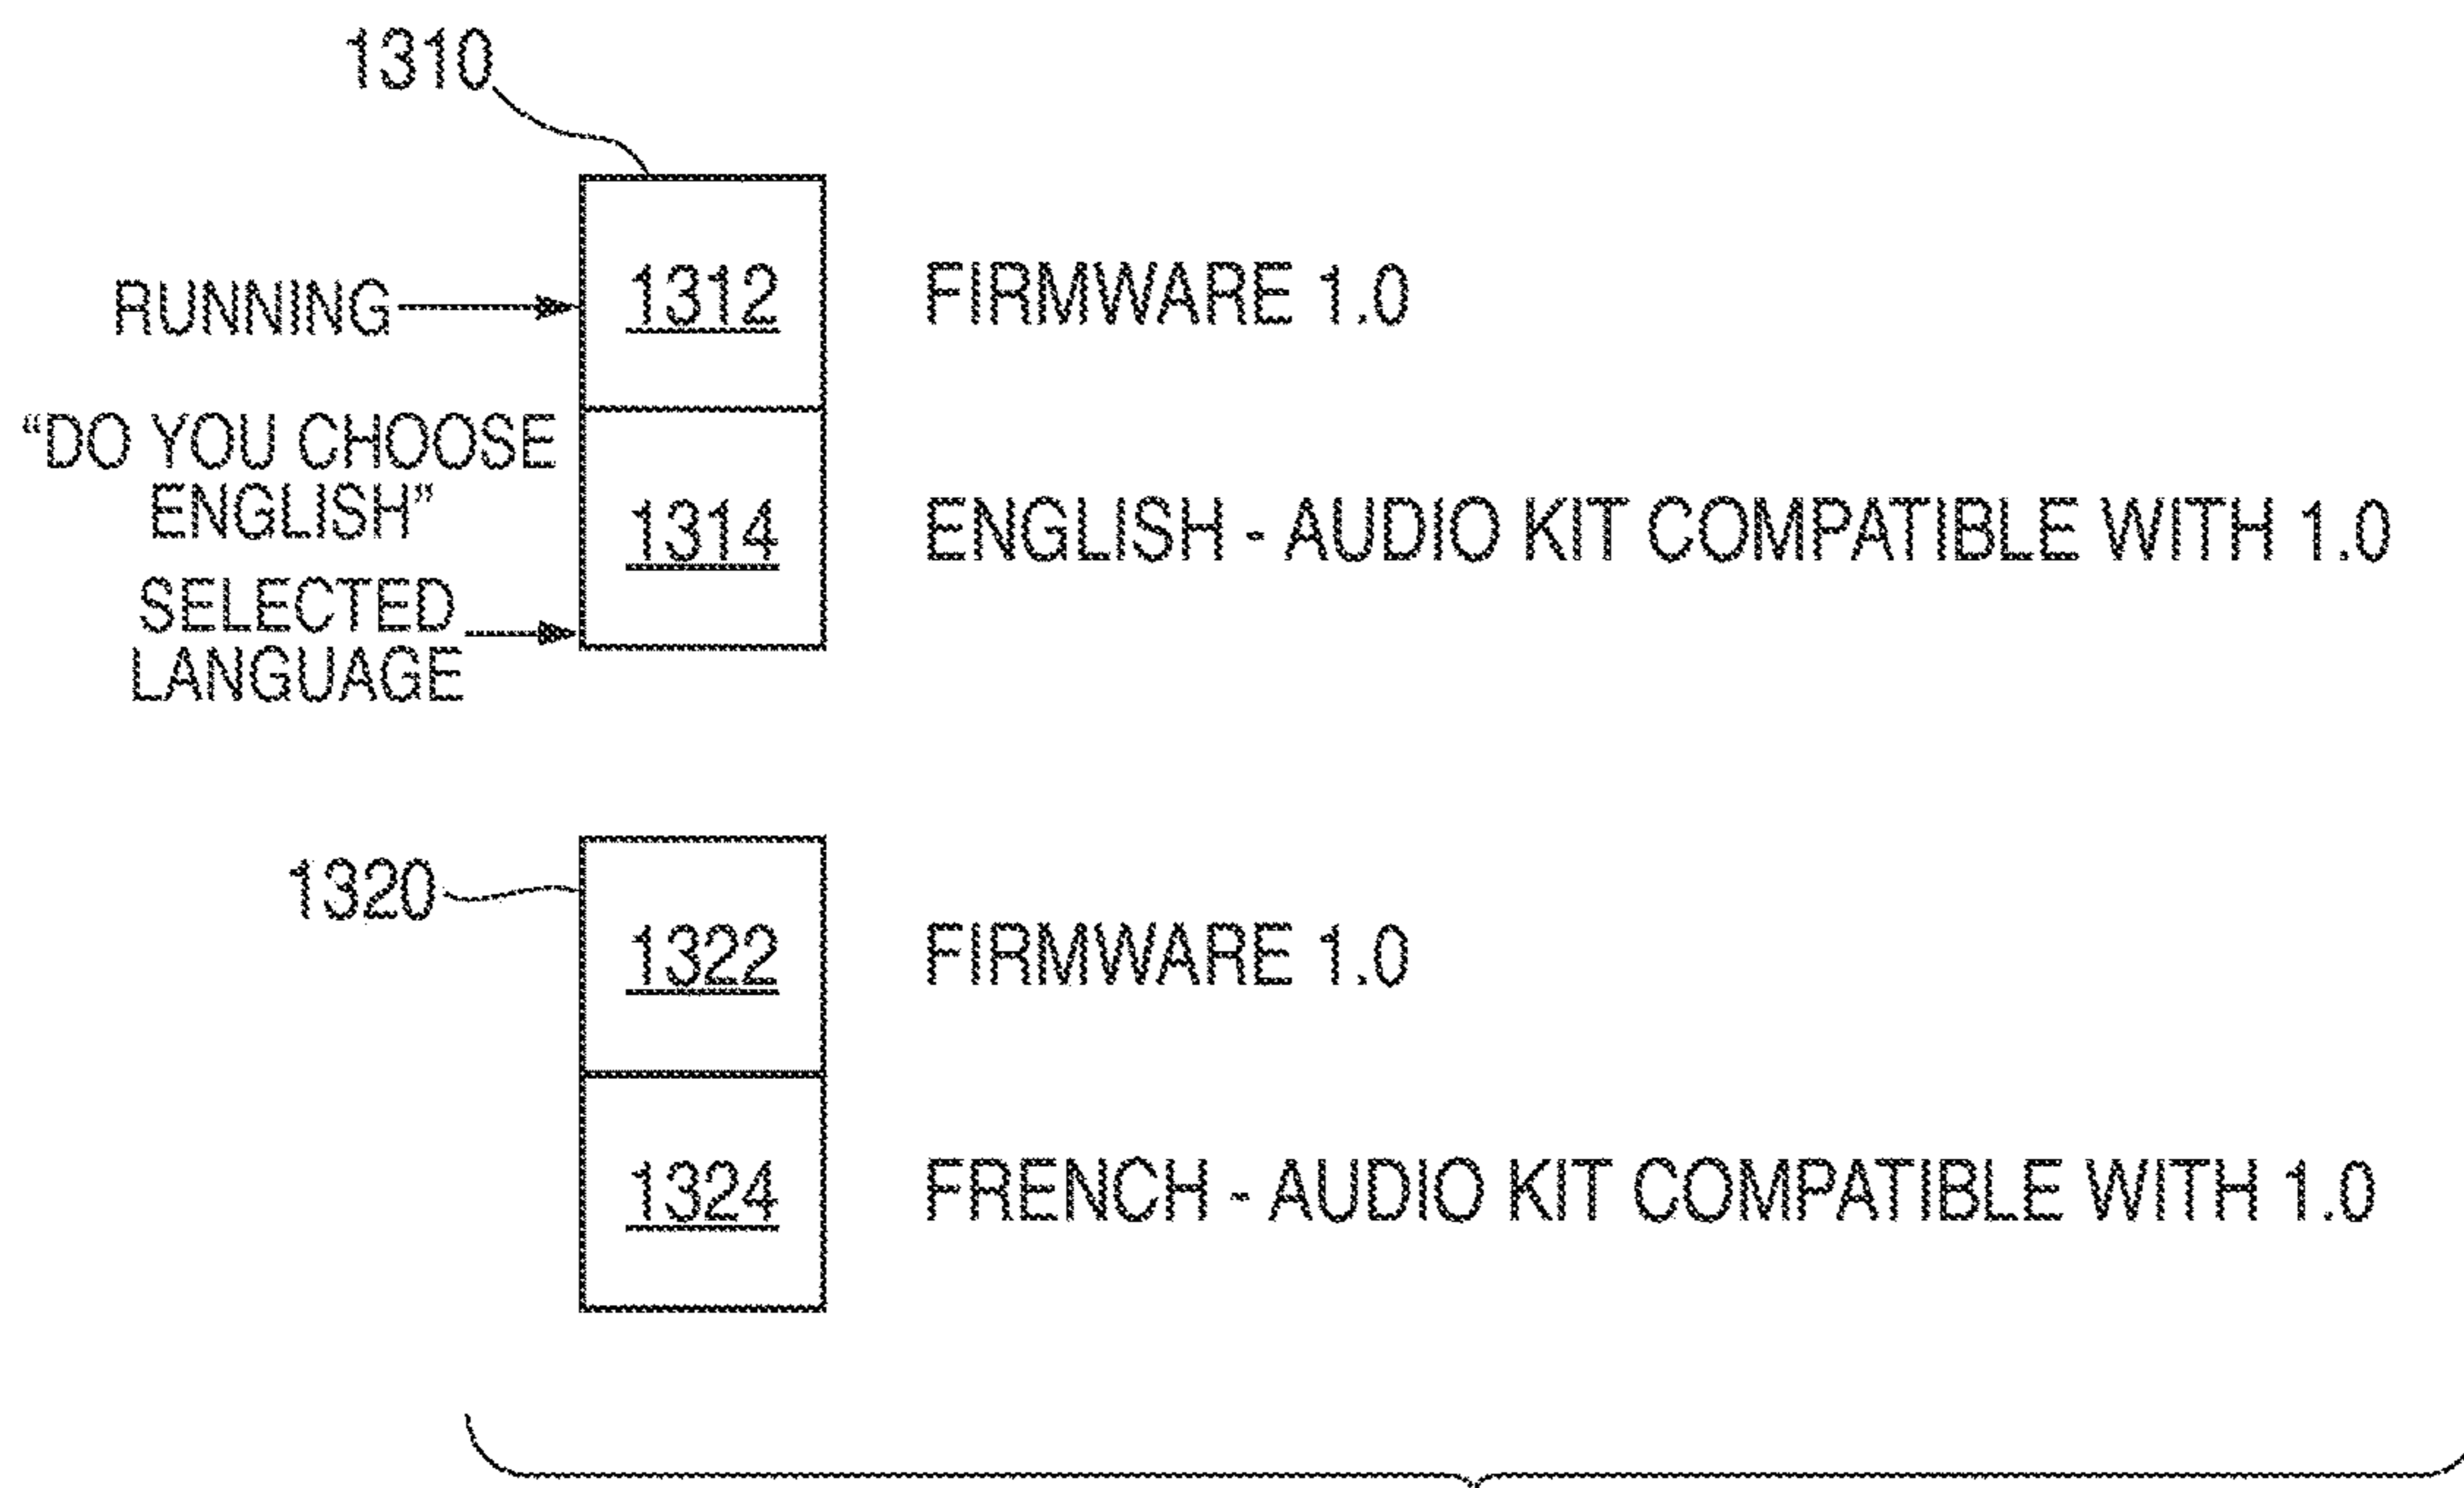 1310
RUNNING 1312 FIRMWARE 1.0
“DO YOU CHOOSE
ENGLISH”
1314 ENGLISH - AUDIO KIT COMPATIBLE WITH 1.0
SELECTED
LANGUAGE
1320
1322 FIRMWARE 1.0
1324 FRENCH - AUDIO KIT COMPATIBLE WITH 1.0